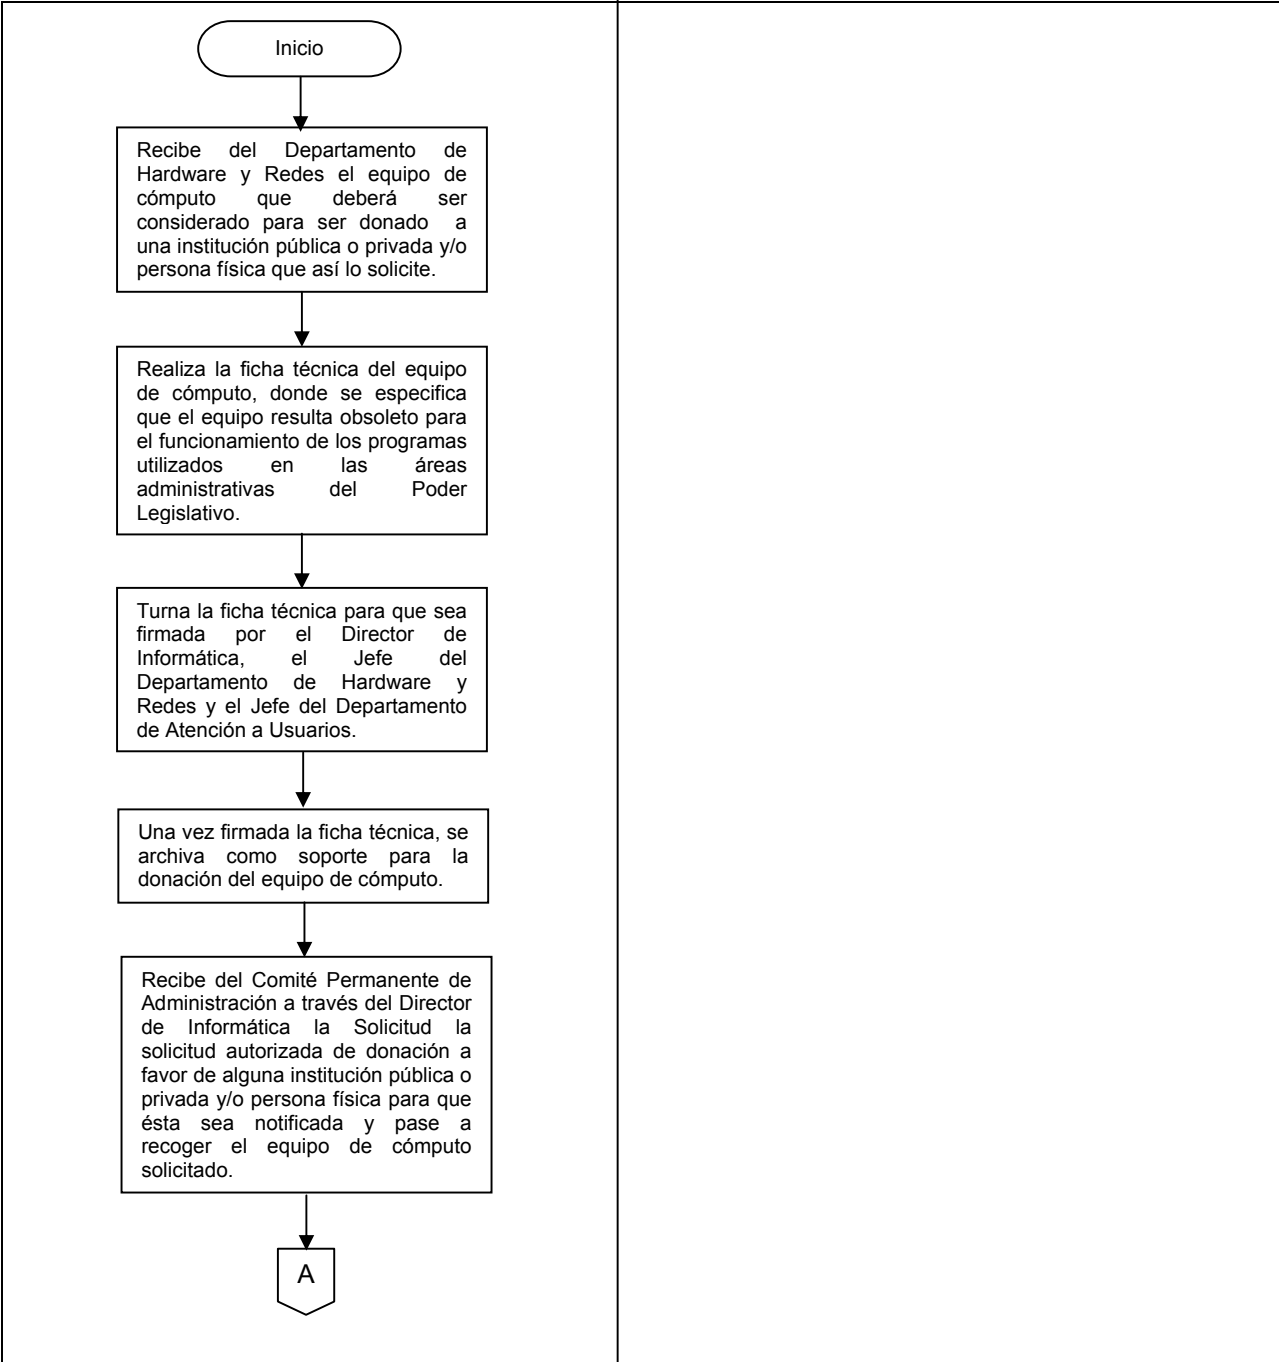 Inicio
Recibe del Departamento de
Hardware y Redes el equipo de
cómputo que deberá ser
considerado para ser donado a
una institución pública o privada y/o
persona física que así lo solicite.
Realiza la ficha técnica del equipo
de cómputo, donde se especifica
que el equipo resulta obsoleto para
el funcionamiento de los programas
utilizados en las áreas
administrativas del Poder
Legislativo.
Turna la ficha técnica para que sea
firmada por el Director de
Informática, el Jefe del
Departamento de Hardware y
Redes y el Jefe del Departamento
de Atención a Usuarios.
Una vez firmada la ficha técnica, se
archiva como soporte para la
donación del equipo de cómputo.
Recibe del Comité Permanente de
Administración a través del Director
de Informática la Solicitud la
solicitud autorizada de donación a
favor de alguna institución pública o
privada y/o persona física para que
ésta sea notificada y pase a
recoger el equipo de cómputo
solicitado.
A